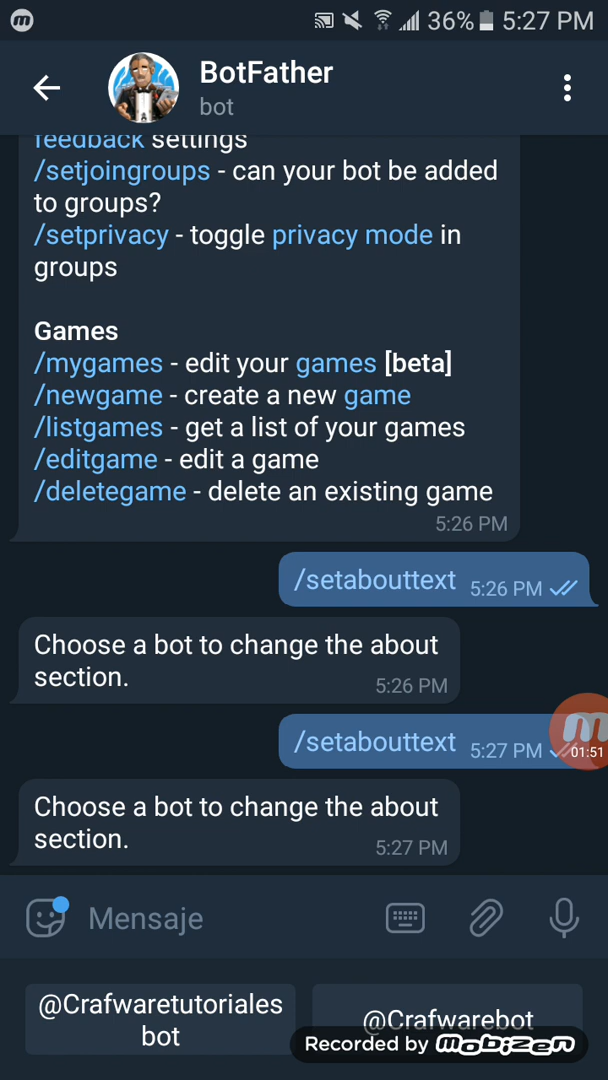 36% 5:27 PM
BotFather
bot
feedback settings
/setjoingroups - can your bot be added
to groups?
/setprivacy - toggle privacy mode in
groups
Games
/mygames - edit your games [beta]
/newgame - create a new game
/listgames - get a list of your games
/editgame - edit a game
/deletegame - delete an existing game
5:26 PM
/setabouttext 5:26 PM
Choose a bot to change the about
section.
5:26 PM
/setabouttext 5:27 PM
01:51
Choose a bot to change the about
section.
5:27 PM
Mensaje
@Crafwaretutoriales
bot
@Crafwarebot
Recorded by mobizen